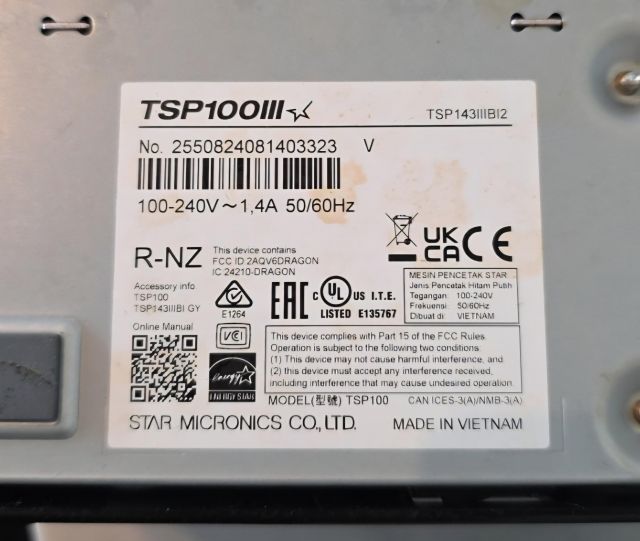 TSP100III
TSP143IIIBI2
No. 2550824081403323 V
100-240V～1,4A 50/60Hz
R-NZ
This device contains
FCC ID 2AQV6DRAGON
IC 24210-DRAGON
UK
CA
CE
Accessory info
TSP100
TSP143IIIBI GY
E1264
EAC
c UL US I.T.E.
LISTED E135767
MESIN PENCETAK STAR
Jenis Pencetak Hitam Putih
Tegangan: 100-240V
Frekuensi: 50/60Hz
Dibuat di: VIETNAM
Online Manual
VCI
energy
ENERGY STAR
This device complies with Part 15 of the FCC Rules.
Operation is subject to the following two conditions:
(1) This device may not cause harmful interference, and
(2) this device must accept any interference received,
including interference that may cause undesired operation.
MODEL(型號) TSP100
CAN ICES-3(A)/NMB-3(A)
STAR MICRONICS CO., LTD.
MADE IN VIETNAM